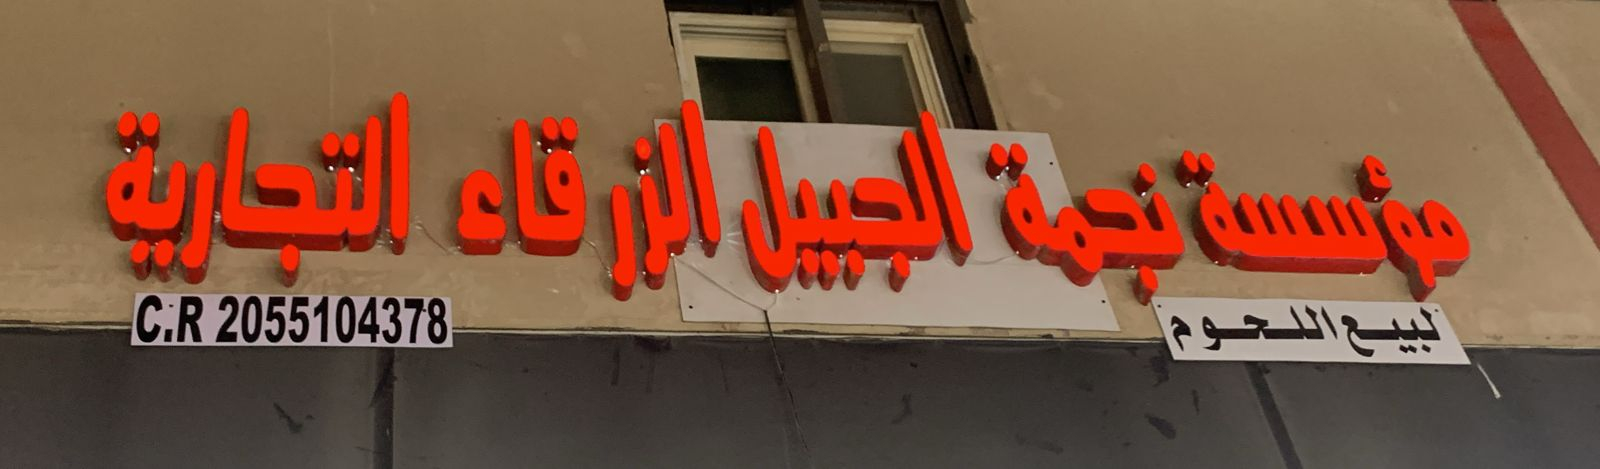 مؤسسة نجمة الجبيل الزرقاء التجارية
لبيع اللحوم
C.R 2055104378